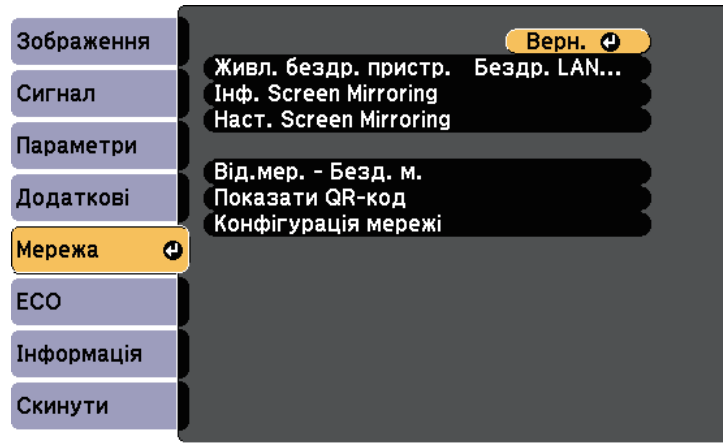 Зображення
Сигнал
Параметри
Додаткові
Мережа
ECO
Інформація
Скинути
Верн.
Живл. бездр. пристр. Бездр. LAN...
Інф. Screen Mirroring
Наст. Screen Mirroring
Від.мер. - Безд. м.
Показати QR-код
Конфігурація мережі